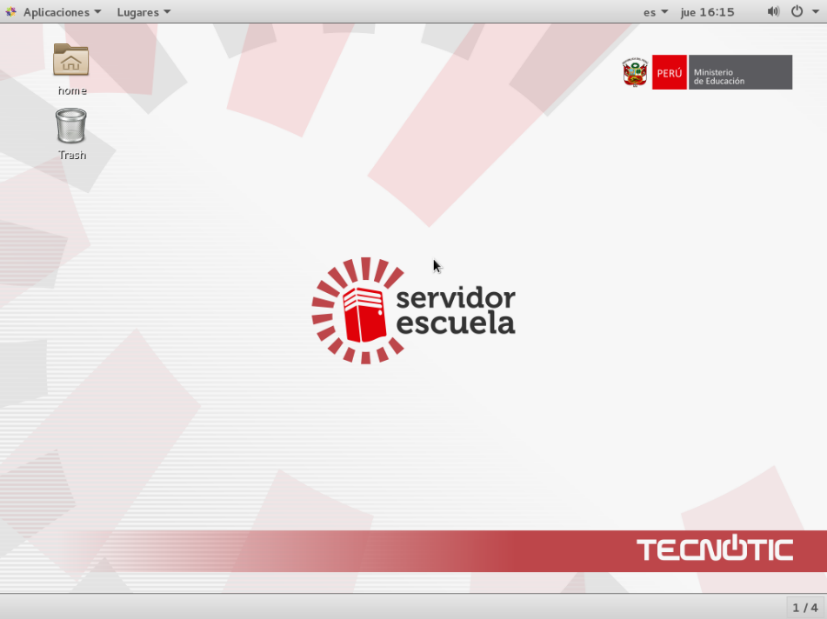 Aplicaciones Lugares es jue 16:15
home
Trash
PERÚ Ministerio
de Educación
servidor
escuela
TECNOTIC
1 / 4